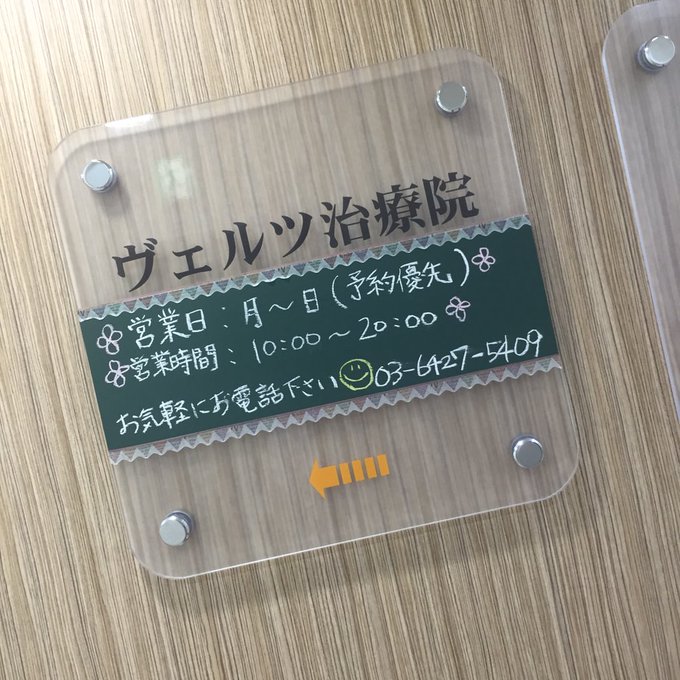 ヴェルツ治療院
営業日：月～日(予約優先)
営業時間：10:00～20:00
お気軽にお電話下さい 03-6427-5409